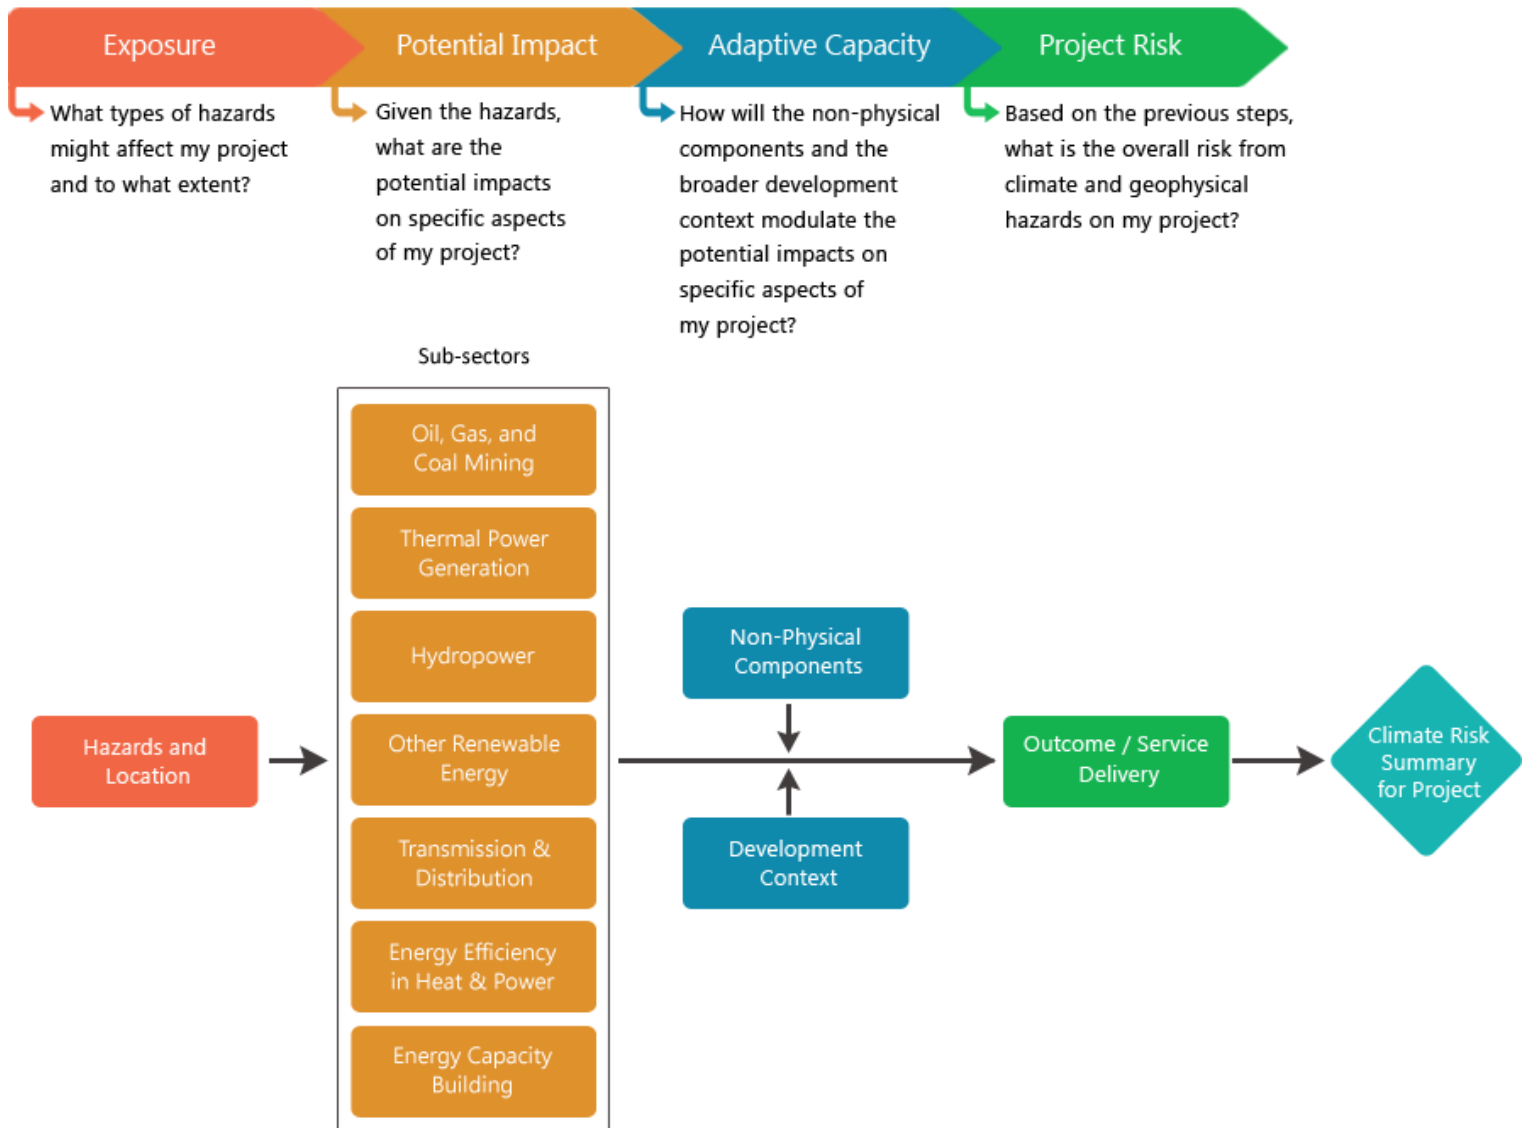 Exposure
Potential Impact
Adaptive Capacity
Project Risk
What types of hazards
might affect my project
and to what extent?
Given the hazards,
what are the
potential impacts
on specific aspects
of my project?
How will the non-physical
components and the
broader development
context modulate the
potential impacts on
specific aspects of
my project?
Based on the previous steps,
what is the overall risk from
climate and geophysical
hazards on my project?
Sub-sectors
Oil, Gas, and
Coal Mining
Thermal Power
Generation
Hydropower
Other Renewable
Energy
Transmission &
Distribution
Energy Efficiency
in Heat & Power
Energy Capacity
Building
Hazards and
Location
Non-Physical
Components
Development
Context
Outcome / Service
Delivery
Climate Risk
Summary
for Project